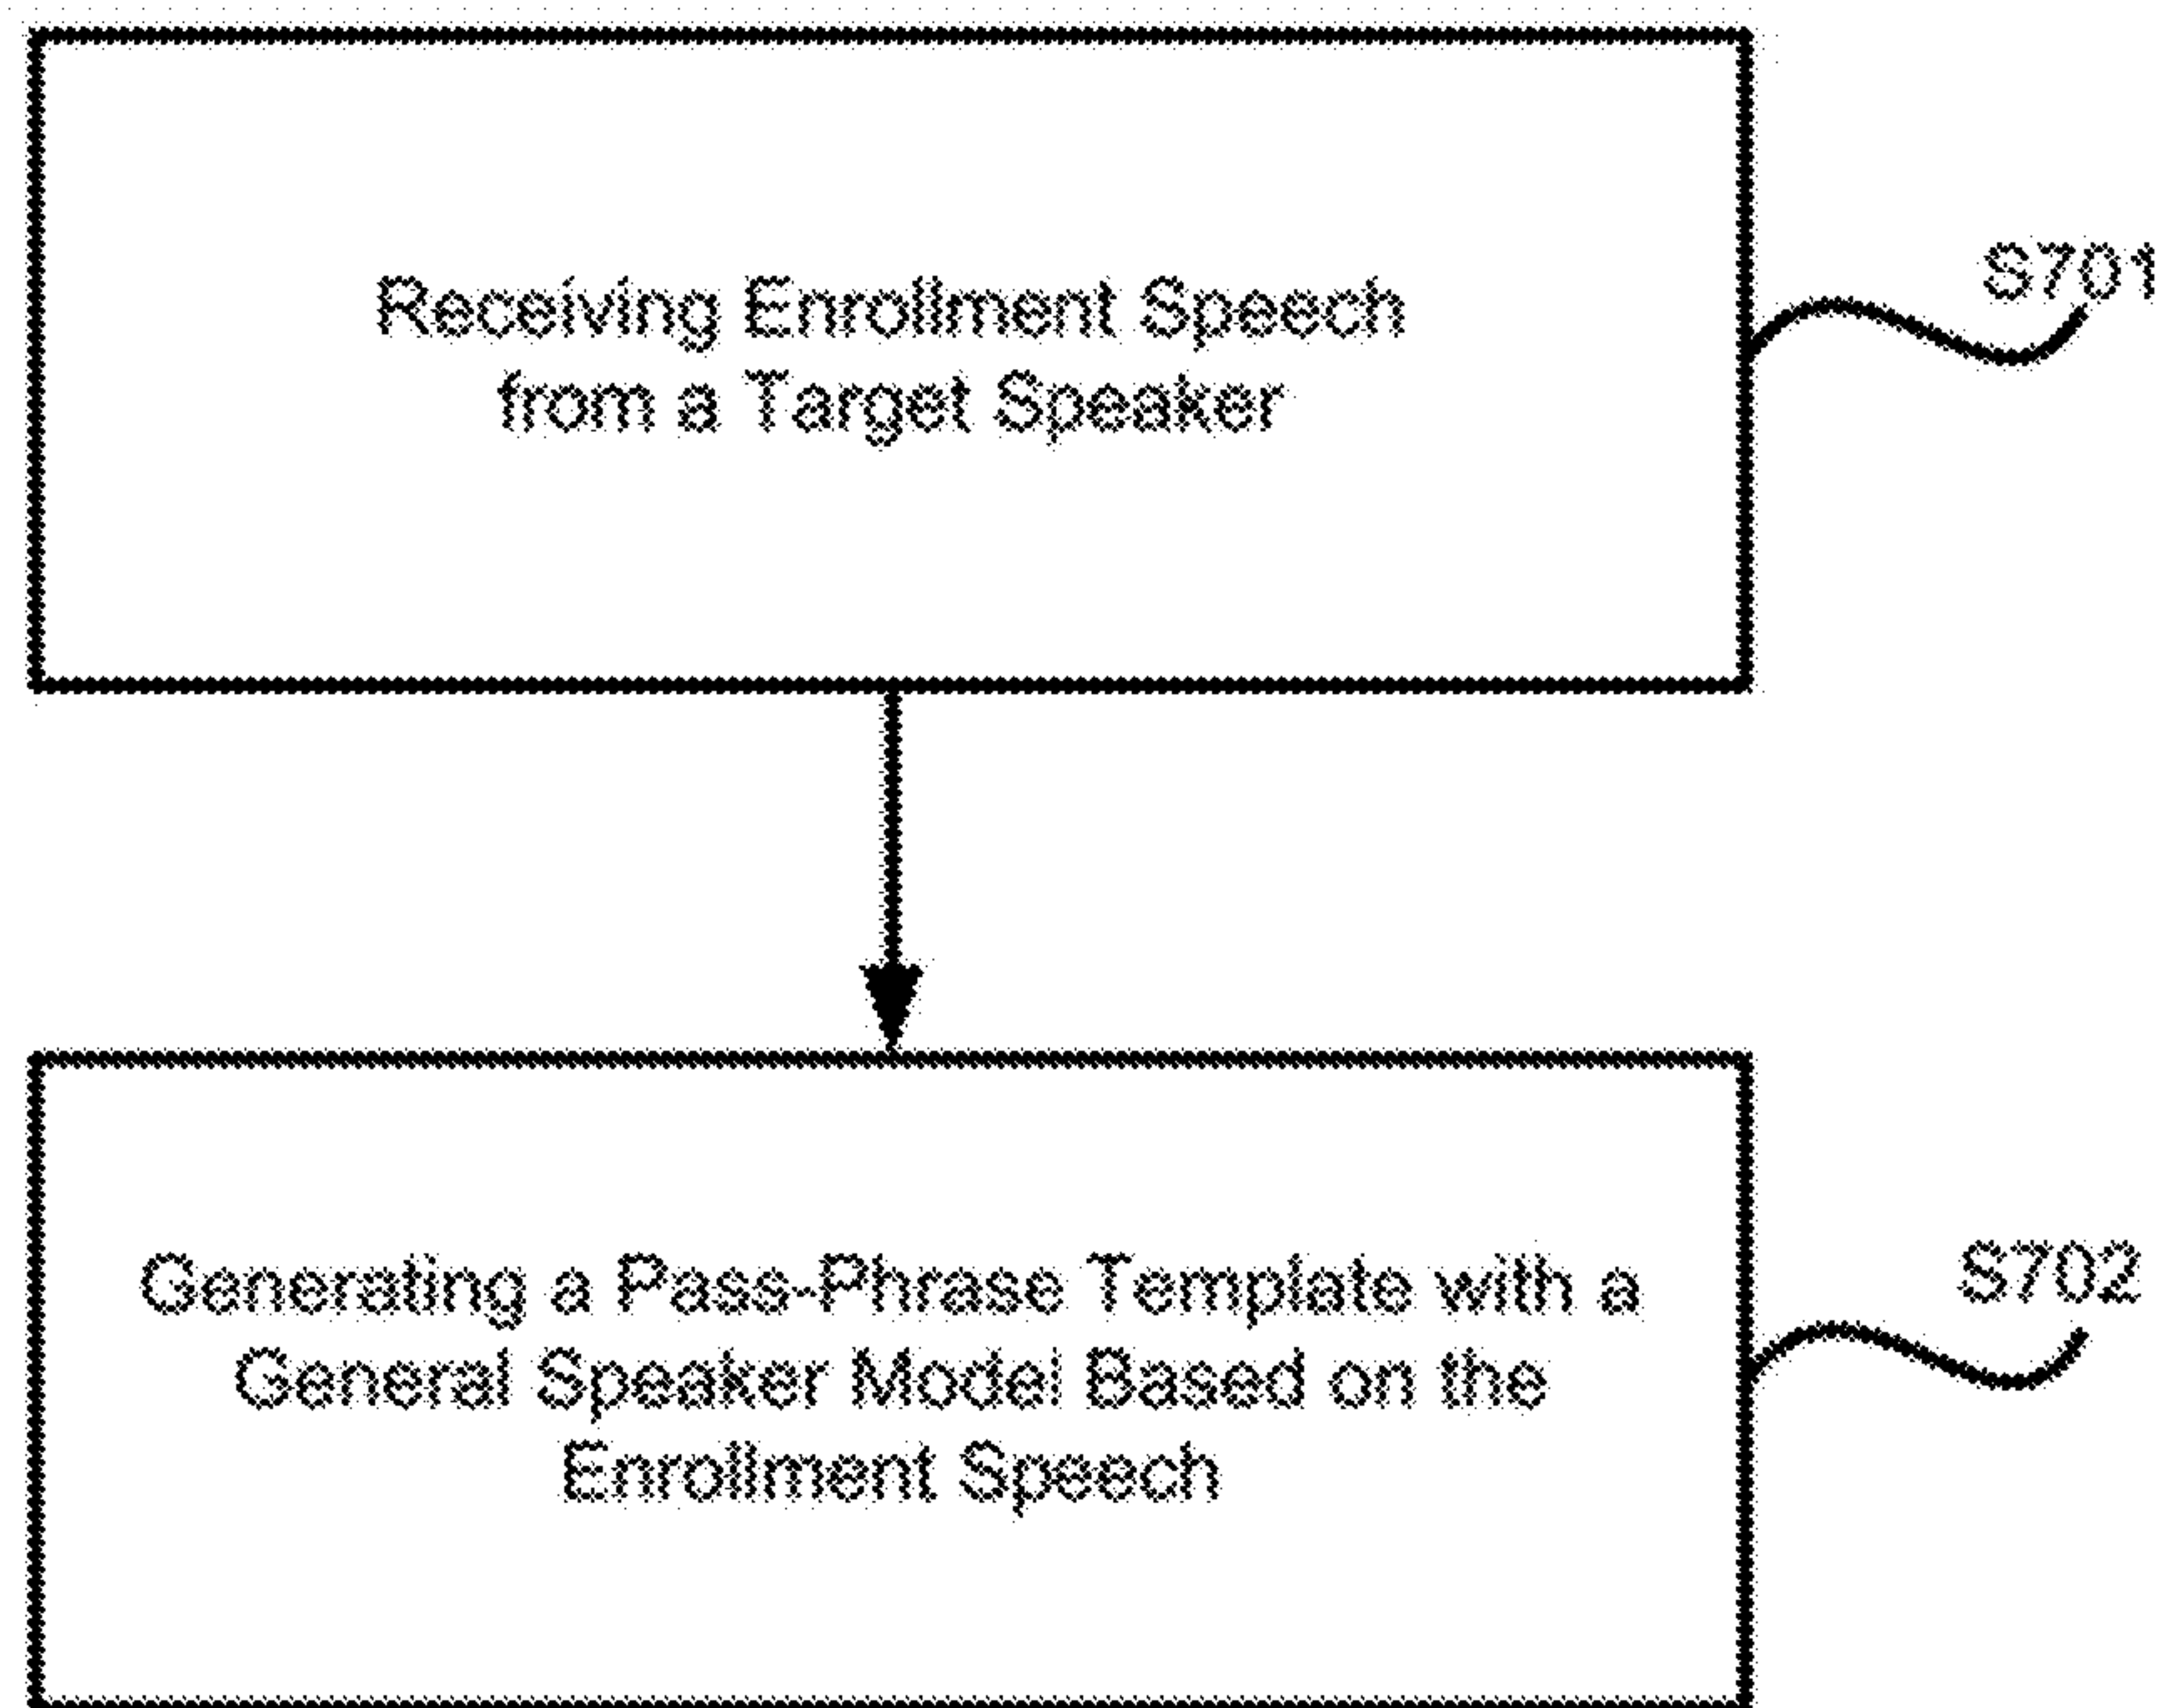 Receiving Enrollment Speech
from a Target Speaker
S701
Generating a Pass-Phrase Template with a
General Speaker Model Based on the
Enrollment Speech
S702